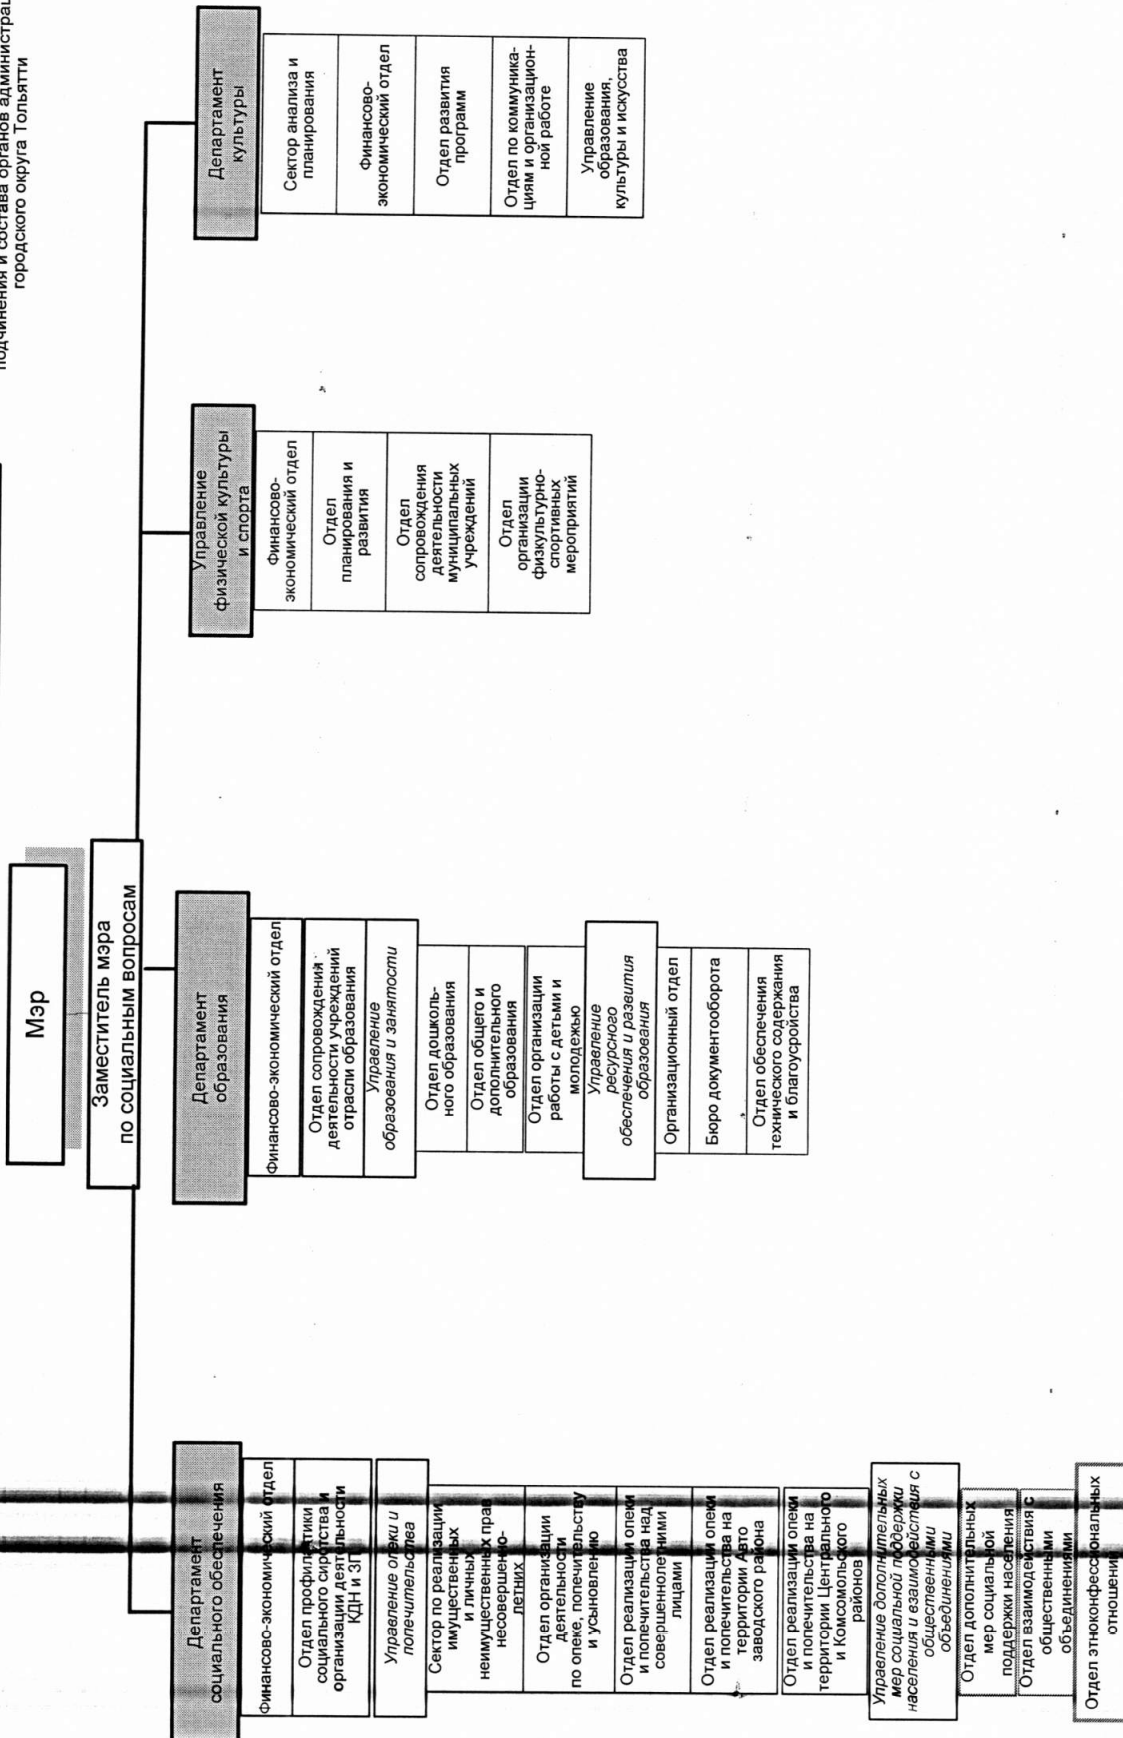 подчинения и состава органов
городского округа Тольятти
Мэр
Заместитель мэра
по социальным вопросам
Департамент
социального обеспечения
Финансово-экономический отдел
Отдел профилактики
социального сиротства и
организации деятельности
КДН и ЗП
Управление опеки и
попечительства
Сектор по реализации
имущественных
и личных
неимущественных прав
несовершенно-
летних
Отдел организации
деятельности
по опеке, попечительству
и усыновлению
Отдел реализации опеки
и попечительства над
совершеннолетними
лицами
Отдел реализации опеки
и попечительства на
территории Авто
заводского района
Отдел реализации опеки
и попечительства на
территории Центрального
и Комсомольского
районов
Управление дополнительных
мер социальной поддержки
населения и взаимодействия с
общественными
объединениями
Отдел дополнительных
мер социальной
поддержки населения
Отдел взаимодействия с
общественными
объединениями
Отдел этноконфессиональных
отношений
Департамент
образования
Финансово-экономический отдел
Отдел сопровождения
деятельности учреждений
отрасли образования
Управление
образования и занятости
Отдел дошколь-
ного образования
Отдел общего и
дополнительного
образования
Отдел организации
работы с детьми и
молодежью
Управление
ресурсного
обеспечения и развития
образования
Организационный отдел
Бюро документооборота
Отдел обеспечения
технического содержания
и благоустройства
Управление
физической культуры
и спорта
Финансово-
экономический отдел
Отдел
планирования и
развития
Отдел
сопровождения
деятельности
муниципальных
учреждений
Отдел
организации
физкультурно-
спортивных
мероприятий
Департамент
культуры
Сектор анализа и
планирования
Финансово-
экономический отдел
Отдел развития
программ
Отдел по коммуника-
циям и организацион-
ной работе
Управление
образования,
культуры и искусства